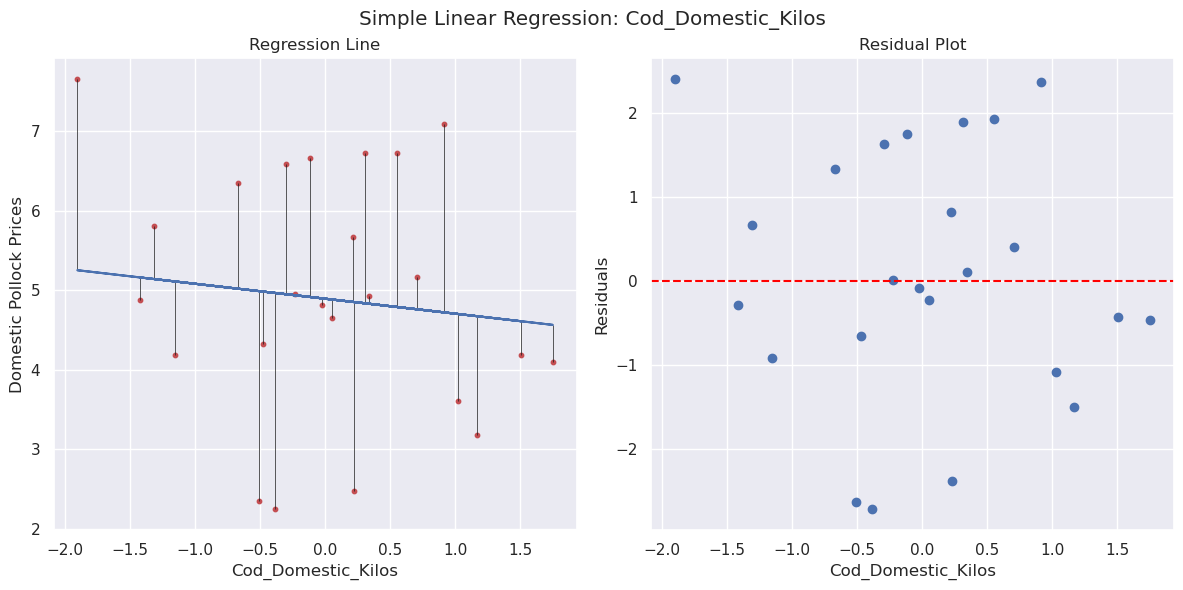 Simple Linear Regression: Cod_Domestic_Kilos
Regression Line
Domestic Pollock Prices
7
6
5
4
3
2
−2.0 −1.5 −1.0 −0.5 0.0 0.5 1.0 1.5
Cod_Domestic_Kilos
Residual Plot
Residuals
2
1
0
−1
−2
−2.0 −1.5 −1.0 −0.5 0.0 0.5 1.0 1.5
Cod_Domestic_Kilos